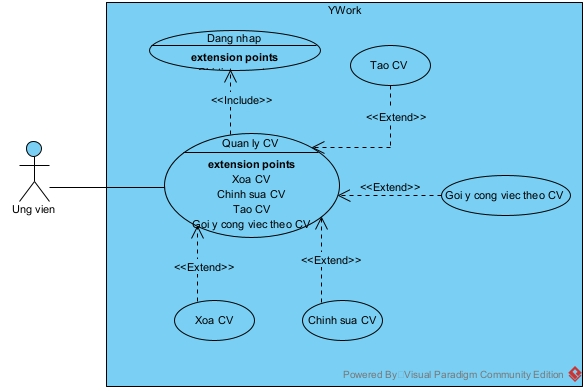 YWork
Dang nhap
extension points
Tao CV
<<Include>>
<<Extend>>
Quan ly CV
extension points
Xoa CV
Chinh sua CV
Tao CV
Goi y cong viec theo CV
<<Extend>>
Goi y cong viec theo CV
Ung vien
<<Extend>>
<<Extend>>
Xoa CV
Chinh sua CV
Powered By Visual Paradigm Community Edition